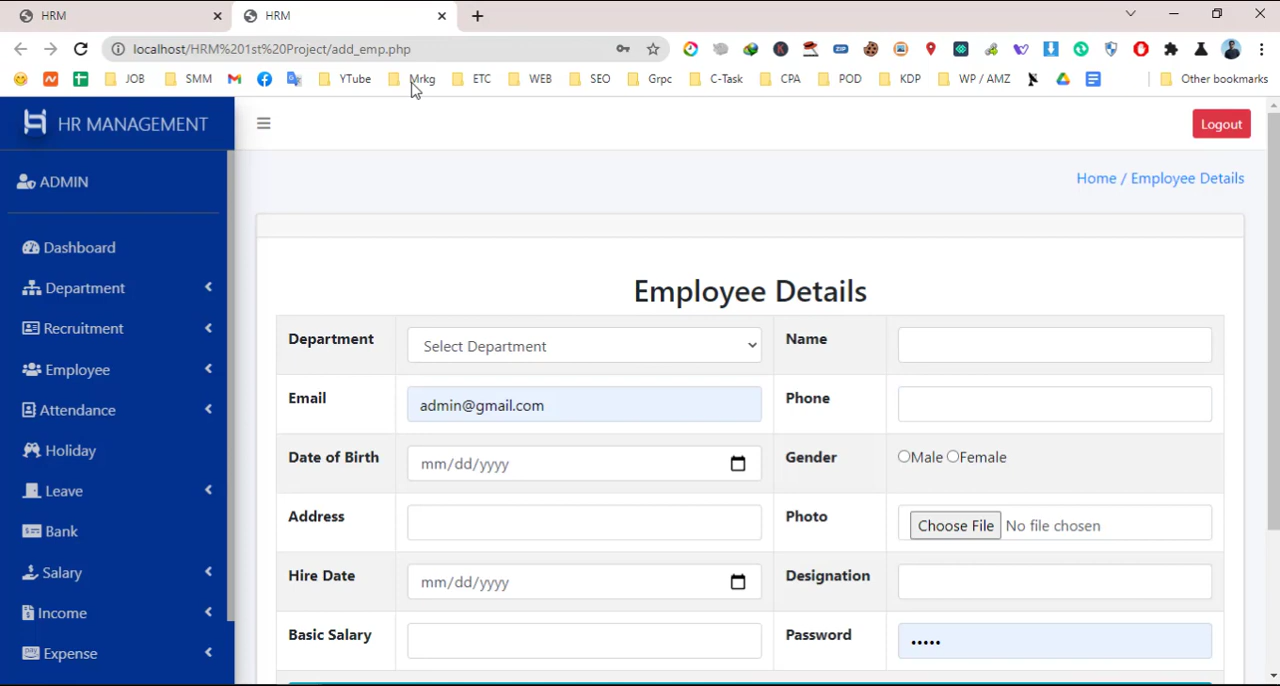 HRM
HRM
localhost/HRM%201st%20Project/add_emp.php
JOB SMM YTube Mrkg ETC WEB SEO Grpc C-Task CPA POD KDP WP / AMZ Other bookmarks
HR MANAGEMENT
Logout
ADMIN
Home / Employee Details
Dashboard
Department
Recruitment
Employee
Attendance
Holiday
Leave
Bank
Salary
Income
Expense
Employee Details
Department Select Department Name
Email admin@gmail.com Phone
Date of Birth mm/dd/yyyy Gender Male Female
Address Photo Choose File No file chosen
Hire Date mm/dd/yyyy Designation
Basic Salary Password •••••